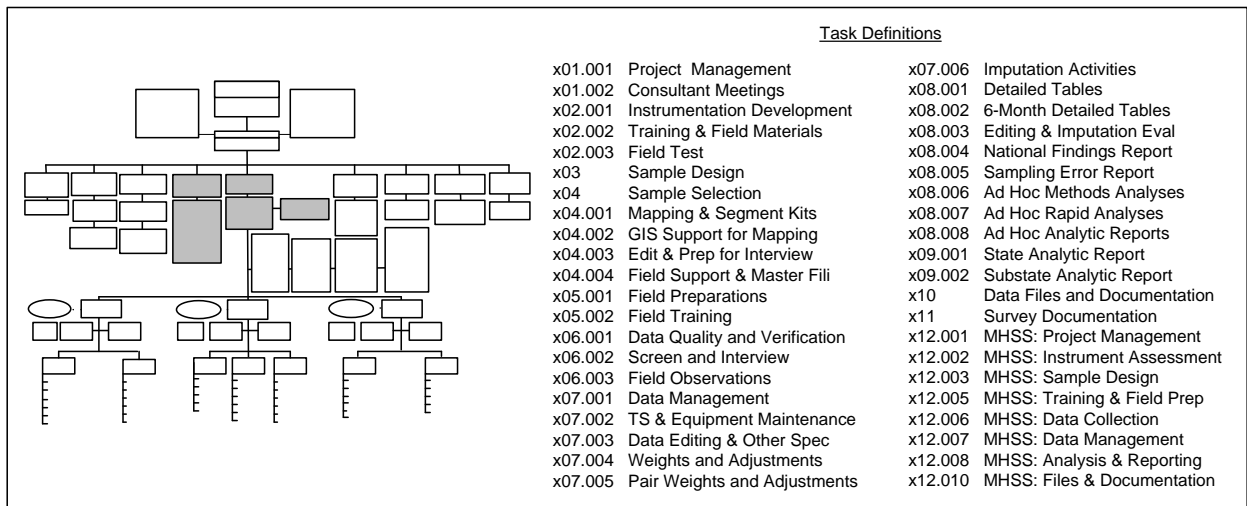 Task Definitions
x01.001 Project Management
x01.002 Consultant Meetings
x02.001 Instrumentation Development
x02.002 Training & Field Materials
x02.003 Field Test
x03 Sample Design
x04 Sample Selection
x04.001 Mapping & Segment Kits
x04.002 GIS Support for Mapping
x04.003 Edit & Prep for Interview
x04.004 Field Support & Master Fili
x05.001 Field Preparations
x05.002 Field Training
x06.001 Data Quality and Verification
x06.002 Screen and Interview
x06.003 Field Observations
x07.001 Data Management
x07.002 TS & Equipment Maintenance
x07.003 Data Editing & Other Spec
x07.004 Weights and Adjustments
x07.005 Pair Weights and Adjustments
x07.006 Imputation Activities
x08.001 Detailed Tables
x08.002 6-Month Detailed Tables
x08.003 Editing & Imputation Eval
x08.004 National Findings Report
x08.005 Sampling Error Report
x08.006 Ad Hoc Methods Analyses
x08.007 Ad Hoc Rapid Analyses
x08.008 Ad Hoc Analytic Reports
x09.001 State Analytic Report
x09.002 Substate Analytic Report
x10 Data Files and Documentation
x11 Survey Documentation
x12.001 MHSS: Project Management
x12.002 MHSS: Instrument Assessment
x12.003 MHSS: Sample Design
x12.005 MHSS: Training & Field Prep
x12.006 MHSS: Data Collection
x12.007 MHSS: Data Management
x12.008 MHSS: Analysis & Reporting
x12.010 MHSS: Files & Documentation